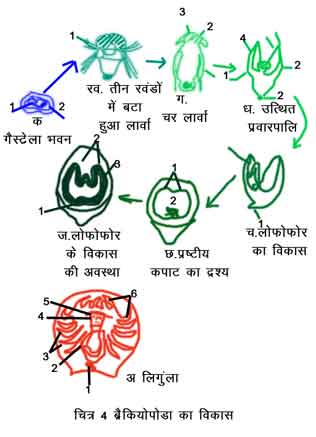 3
2
4
1
2
1
2
1
2
क
गैस्टेला भवन
रव. तीन रवंडों
में बटा
हुआ लार्वा
ग.
चर लार्वा
ध. उत्थित
प्रवारपालि
2
3
1
1
2
1
ज.लोफोफोर
के विकास
की अवस्था
छ.प्रष्टीय
कपाट का द्रश्य
च.लोफोफोर
का विकास
5
6
4
3
2
1
अ लिगुंला
चित्र 4 ब्रैकियोपोडा का विकास